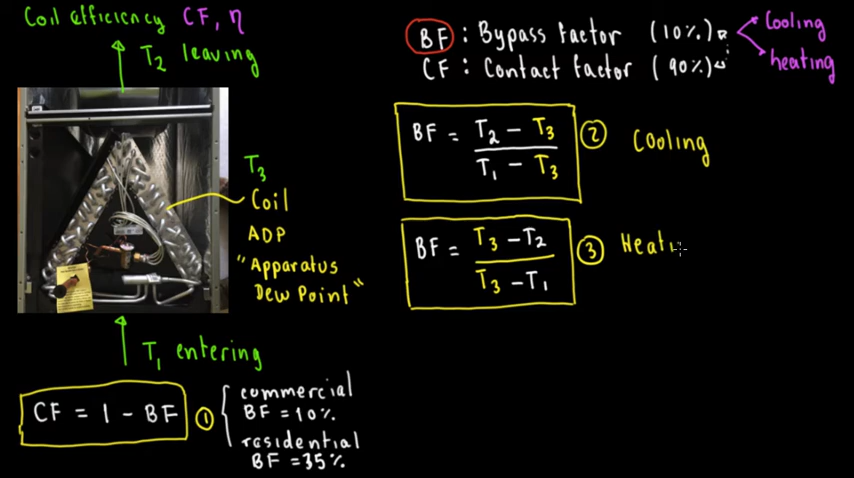 Coil efficiency CF, η
T2 leaving
BF : Bypass Factor (10%)
CF : Contact Factor (90%)
Cooling
heating
BF = T2 - T3 / T1 - T3
2
Cooling
T3
Coil
ADP
"Apparatus
Dew Point"
BF = T3 - T2 / T3 - T1
3
Heati
T1 entering
CF = 1 - BF
1
commercial
BF = 10%
residential
BF = 35%